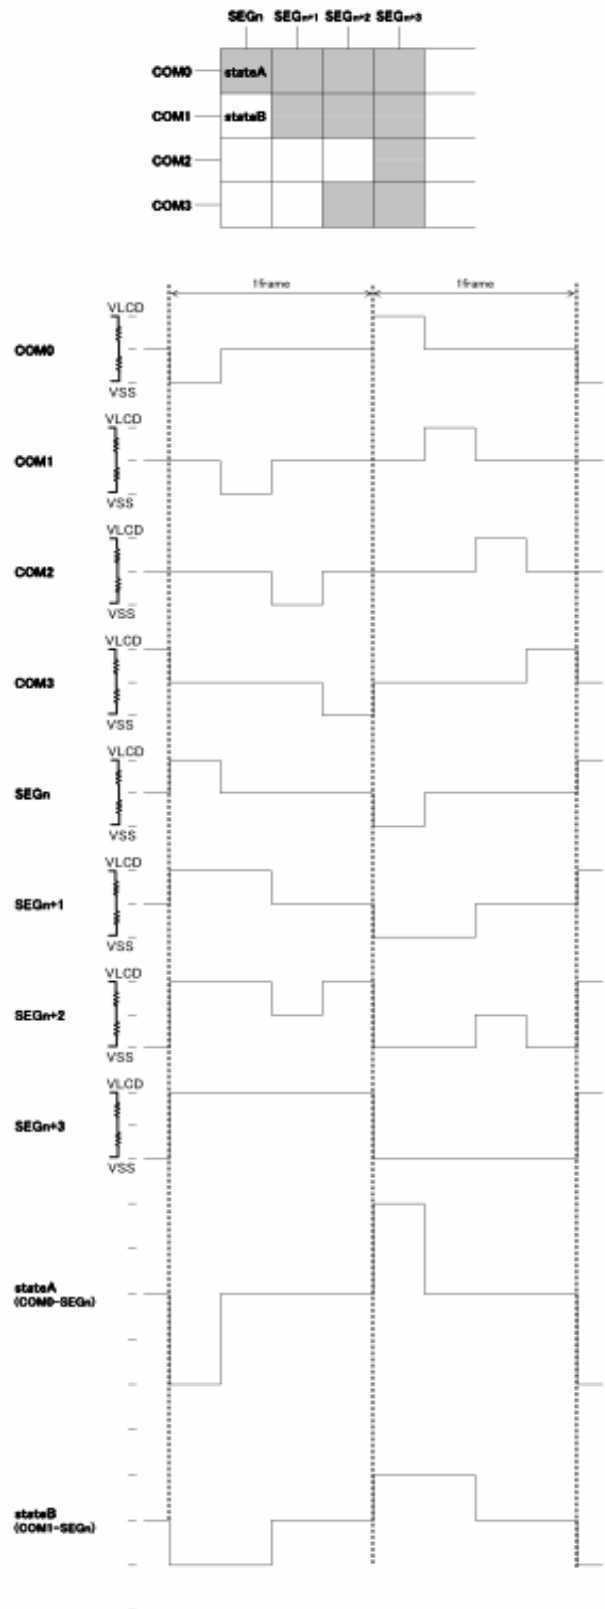 SEGn SEGn+1 SEGn+2 SEGn+3
COM0 stateA
COM1 stateB
COM2
COM3
1frame 1frame
VLCD
COM0
VSS
VLCD
COM1
VSS
VLCD
COM2
VSS
VLCD
COM3
VSS
VLCD
SEGn
VSS
VLCD
SEGn+1
VSS
VLCD
SEGn+2
VSS
VLCD
SEGn+3
VSS
stateA
(COM0-SEGn)
stateB
(COM1-SEGn)